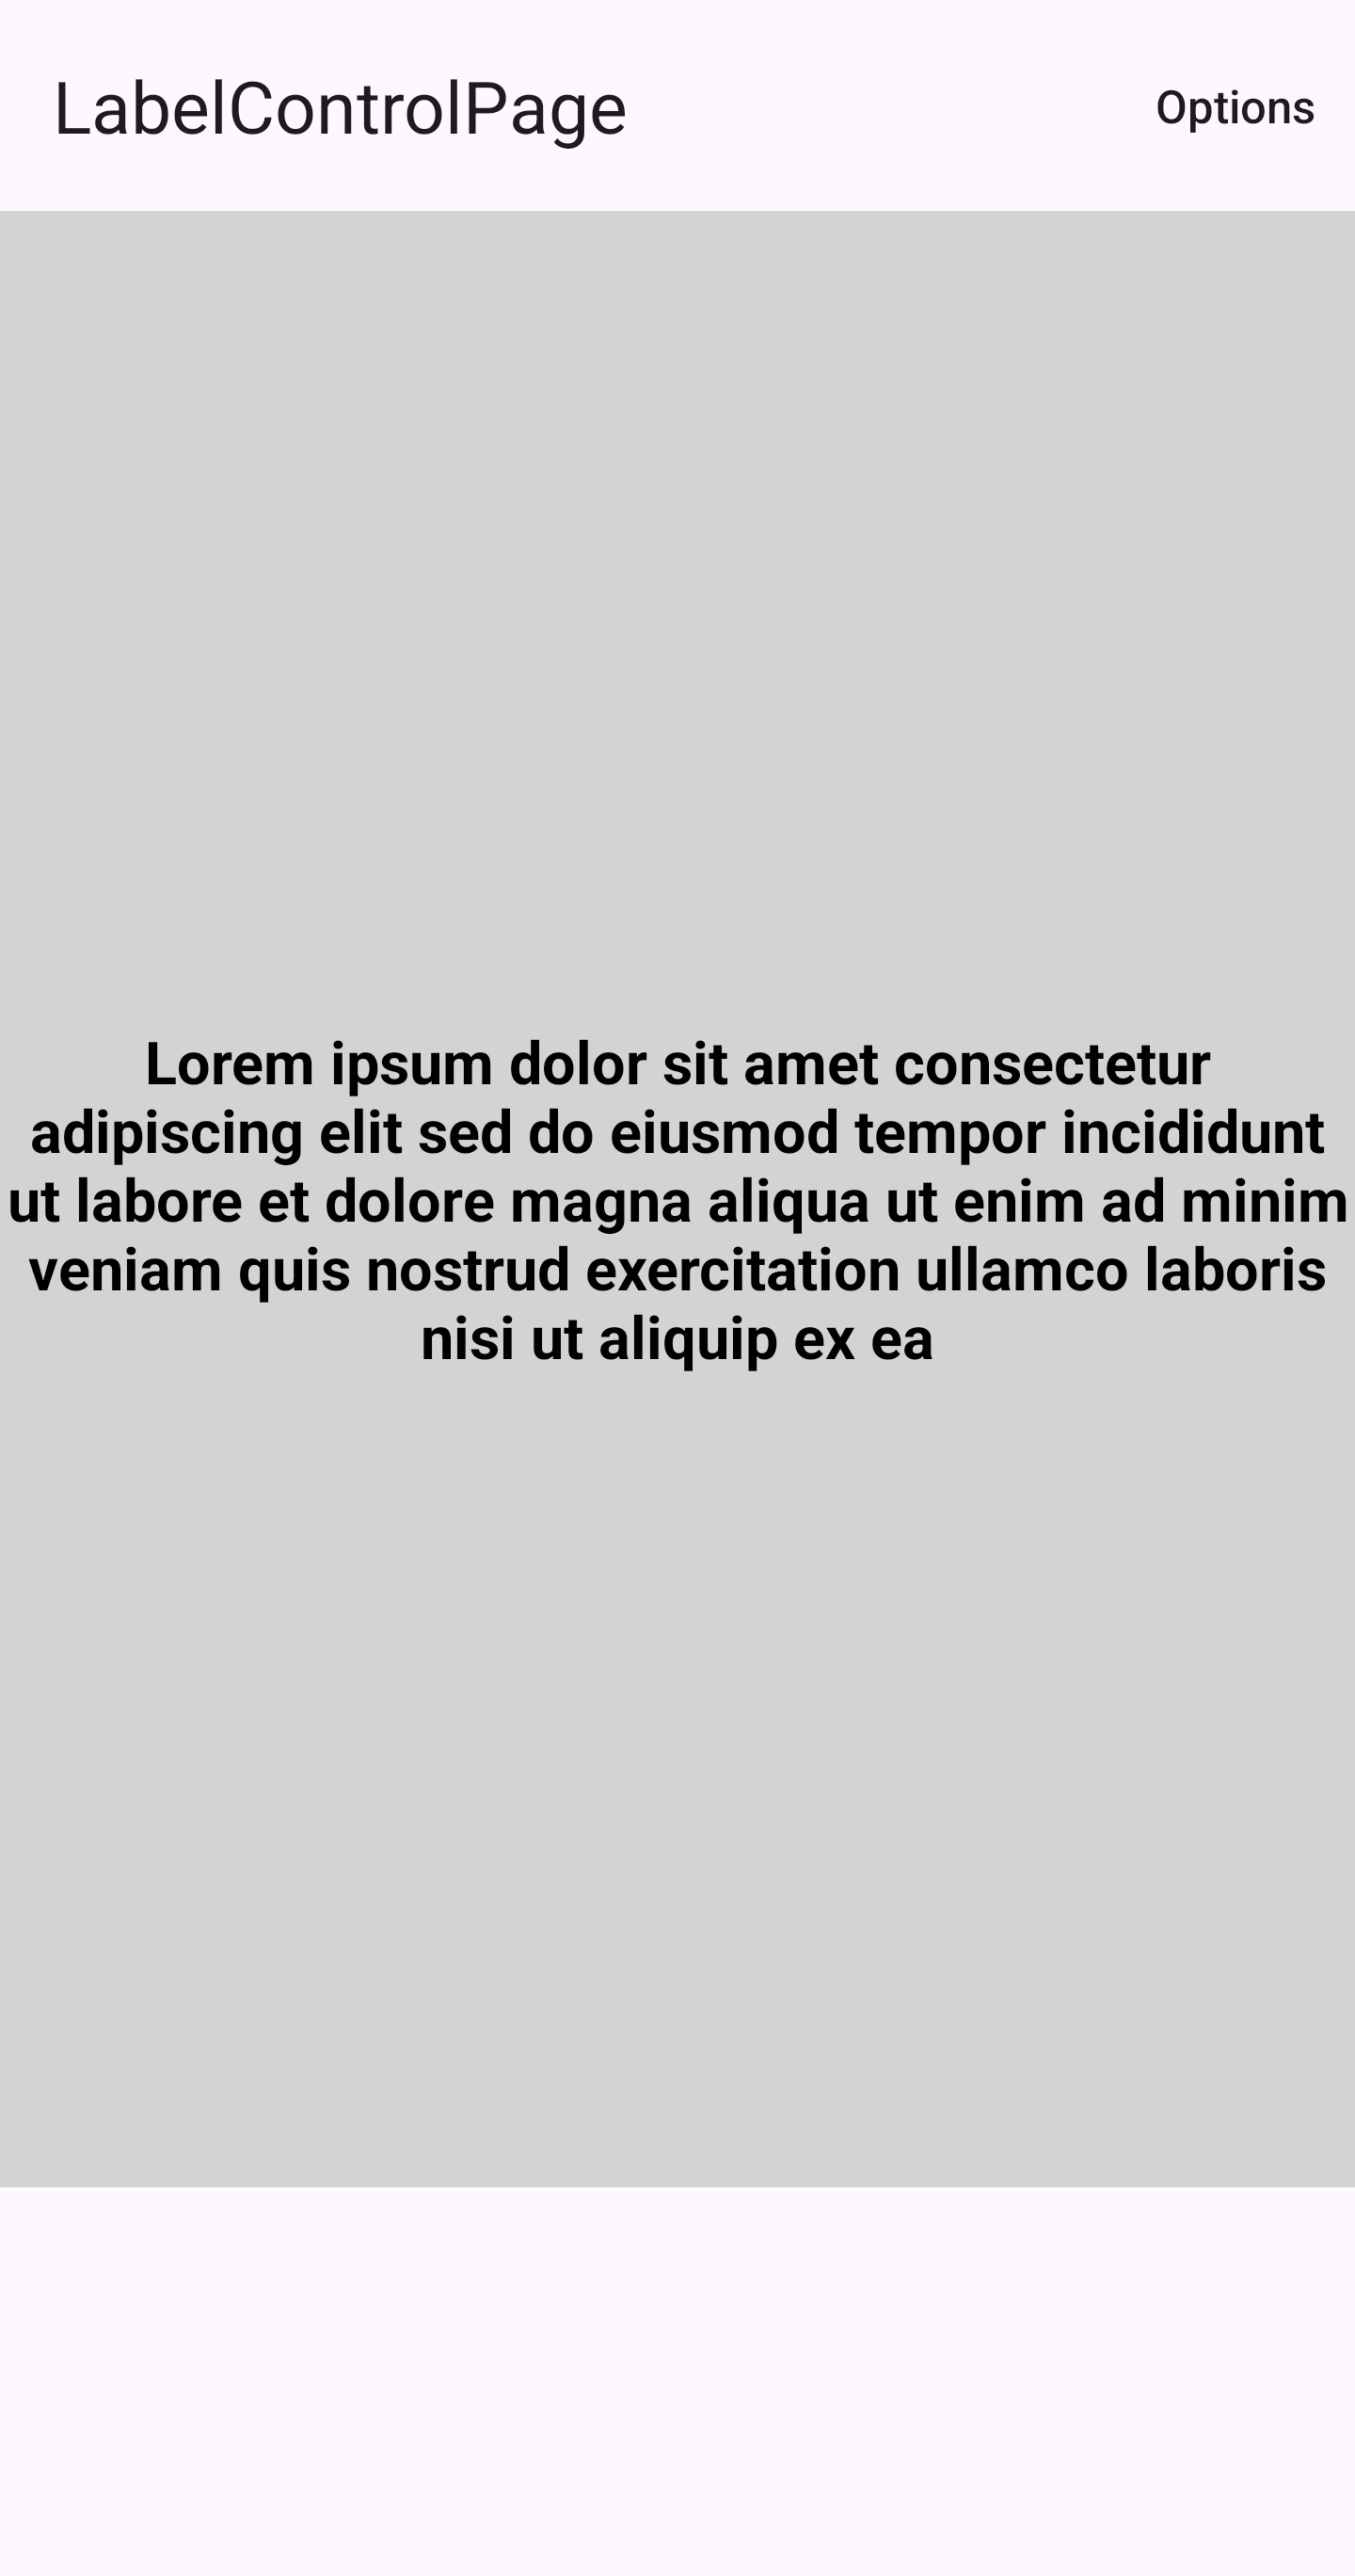 LabelControlPage
Options
Lorem ipsum dolor sit amet consectetur
adipiscing elit sed do eiusmod tempor incididunt
ut labore et dolore magna aliqua ut enim ad minim
veniam quis nostrud exercitation ullamco laboris
nisi ut aliquip ex ea